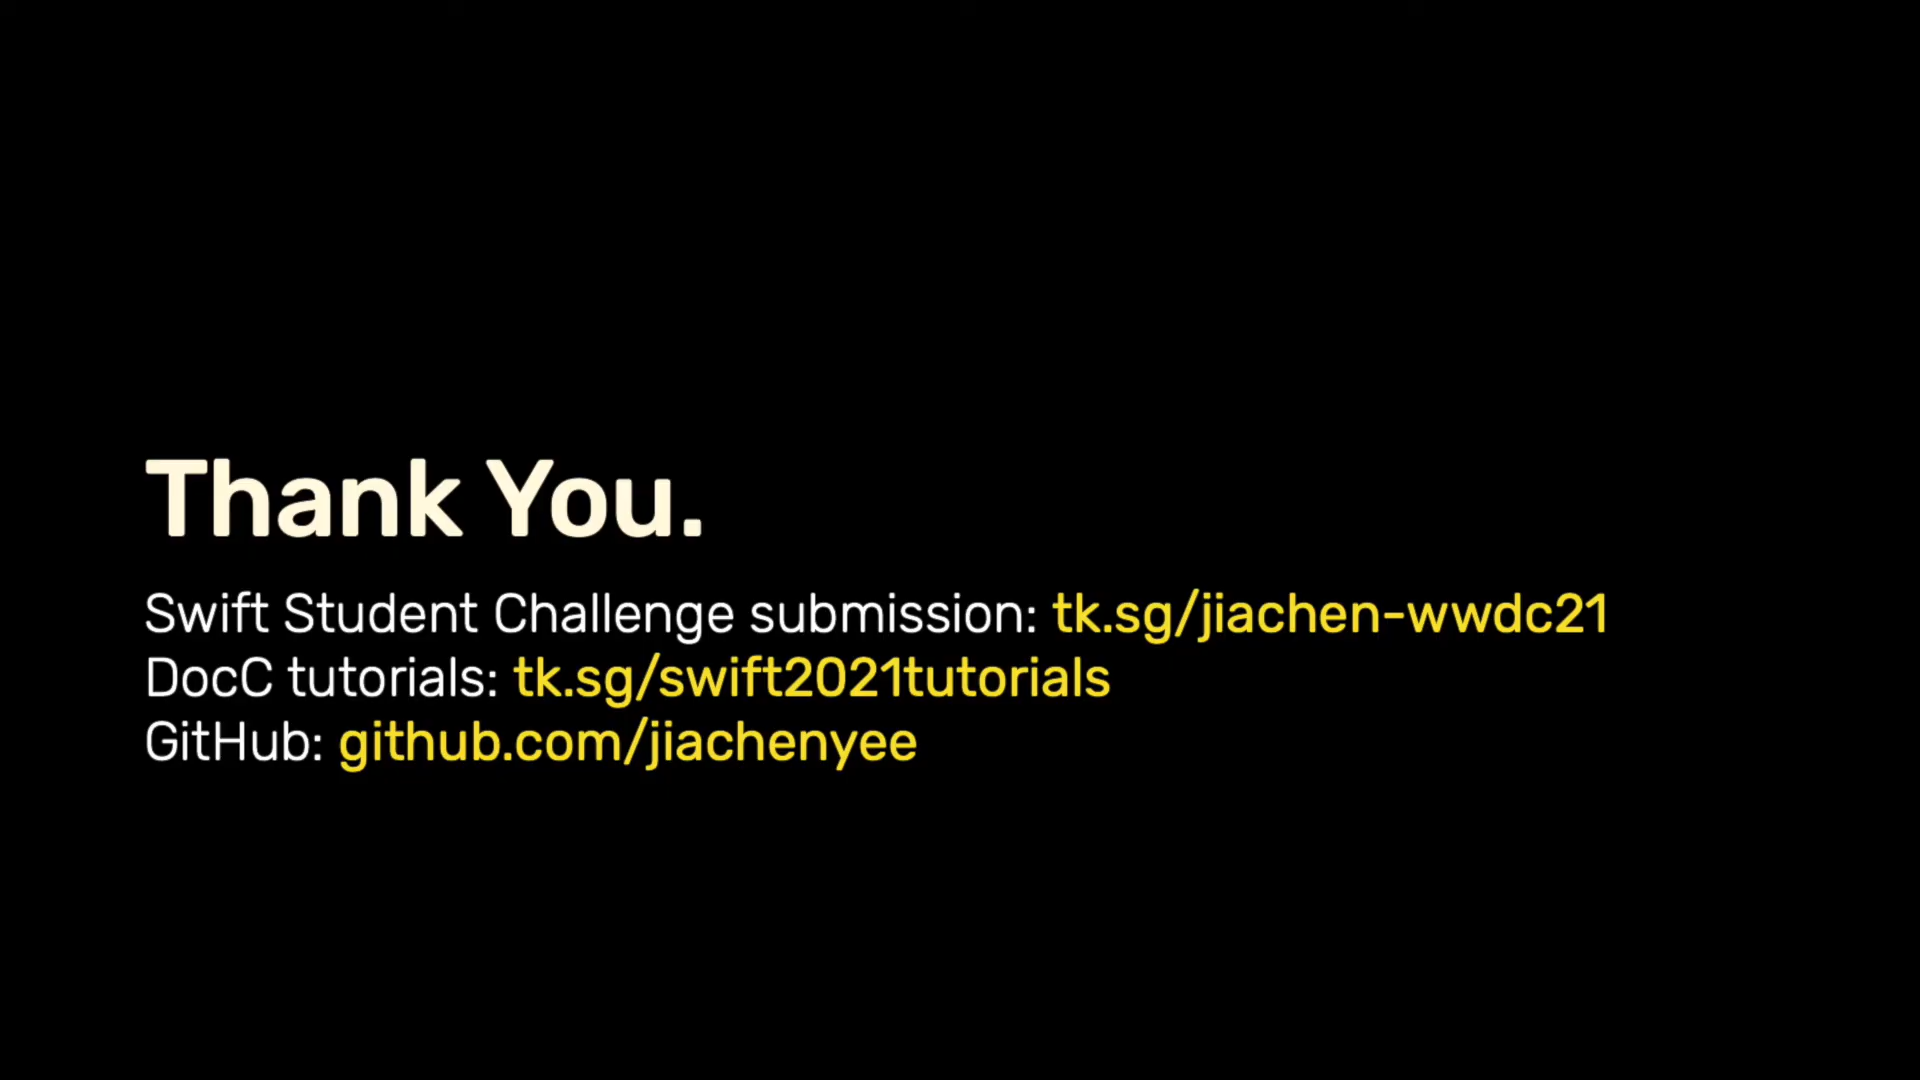 Thank You.
Swift Student Challenge submission: tk.sg/jiachen-wwdc21
DocC tutorials: tk.sg/swift2021tutorials
GitHub: github.com/jiachenyee